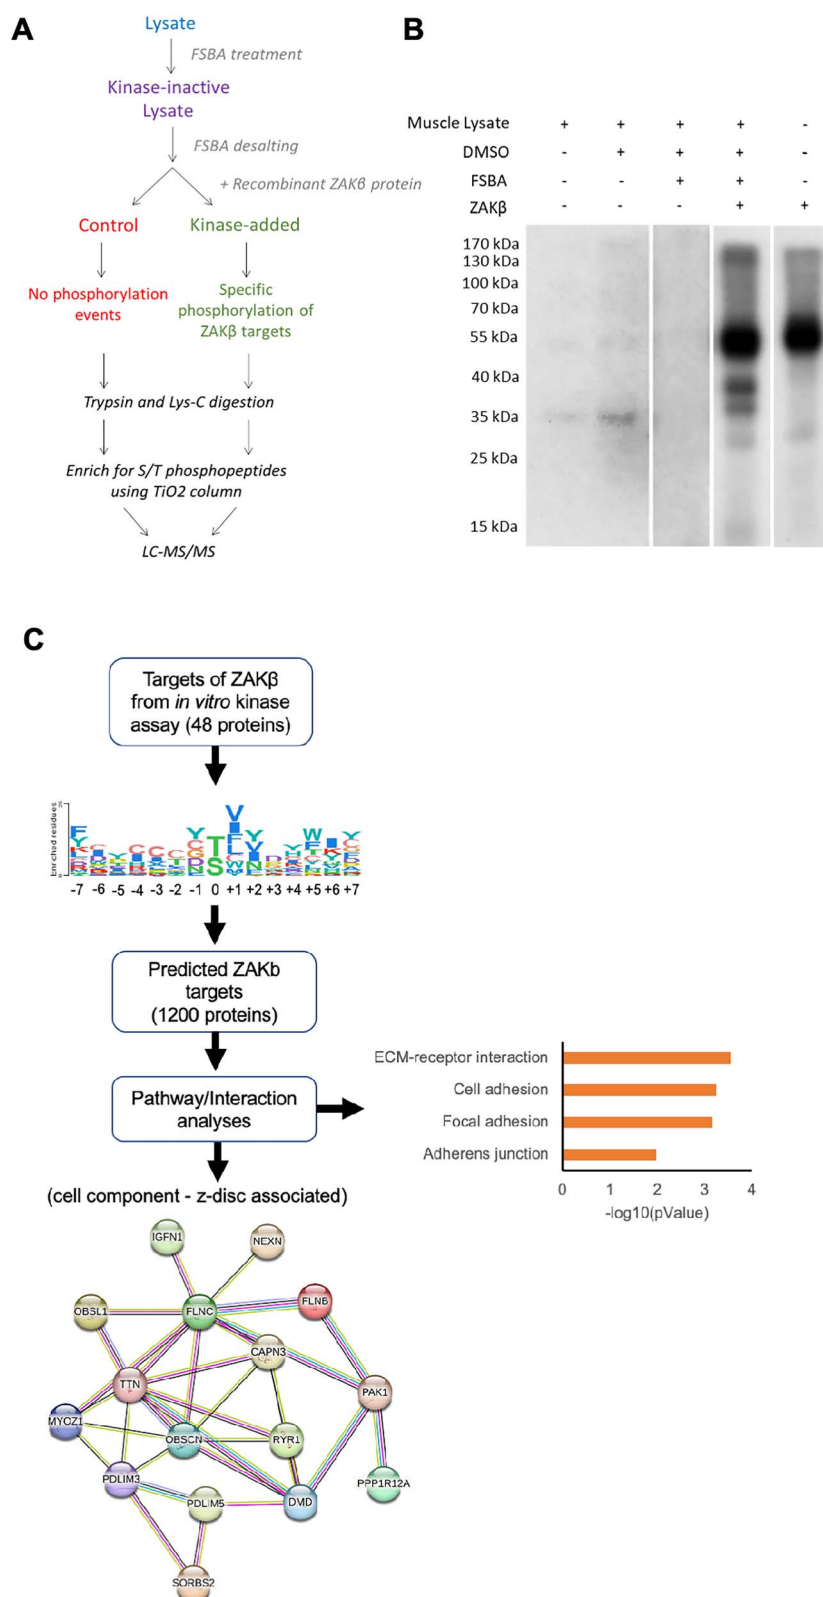 A
Lysate
FSBA treatment
Kinase-inactive
Lysate
FSBA desalting
+ Recombinant ZAKβ protein
Control
Kinase-added
No phosphorylation
events
Specific
phosphorylation of
ZAKβ targets
Trypsin and Lys-C digestion
Enrich for S/T phosphopeptides
using TiO2 column
LC-MS/MS
B
Muscle Lysate + + + + -
DMSO - + + + -
FSBA - - + + -
ZAKβ - - - + +
170 kDa
130 kDa
100 kDa
70 kDa
55 kDa
40 kDa
35 kDa
25 kDa
15 kDa
C
Targets of ZAKβ
from in vitro kinase
assay (48 proteins)
Enriched residues
-7 -6 -5 -4 -3 -2 -1 0 +1 +2 +3 +4 +5 +6 +7
Predicted ZAKb
targets
(1200 proteins)
Pathway/Interaction
analyses
(cell component - z-disc associated)
ECM-receptor interaction
Cell adhesion
Focal adhesion
Adherens junction
0 1 2 3 4
-log10(pValue)
IGFN1
NEXN
OBSL1
FLNC
FLNB
CAPN3
TTN
PAK1
MYOZ1
OBSCN
RYR1
PDLIM3
PPP1R12A
PDLIM5
DMD
SORBS2